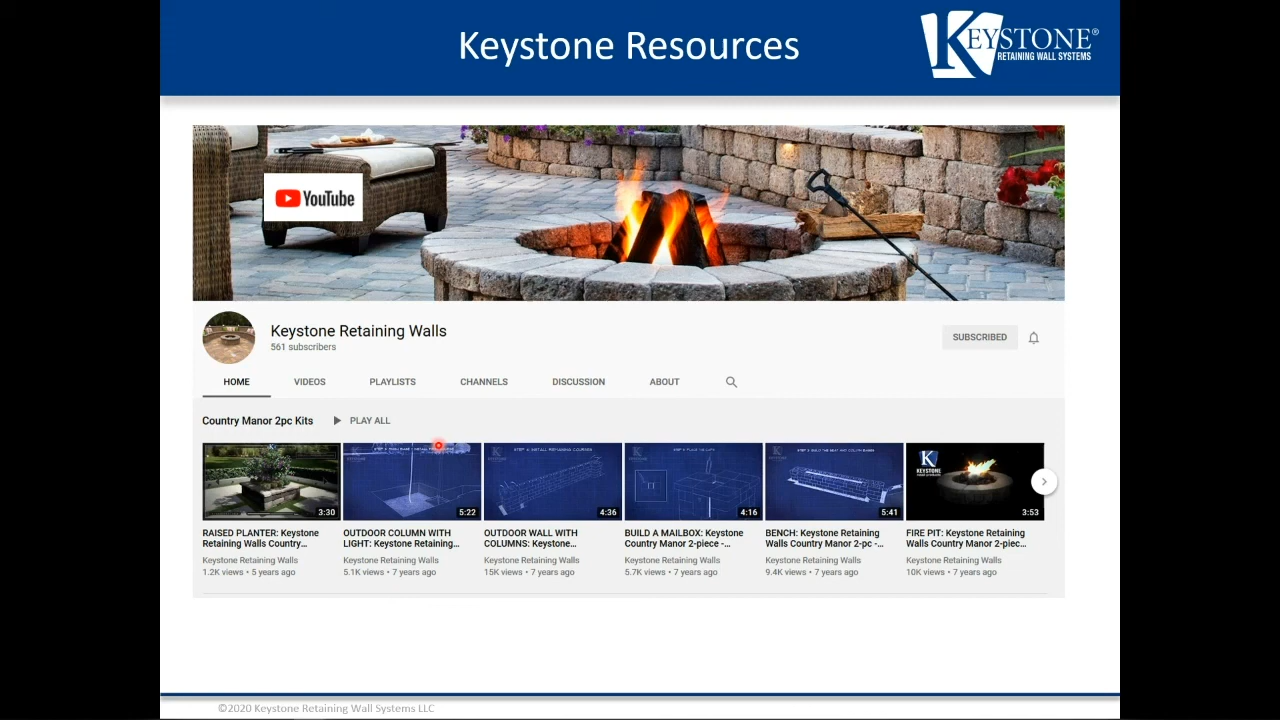 Keystone Resources
KEYSTONE®
RETAINING WALL SYSTEMS
YouTube
Keystone Retaining Walls
561 subscribers
SUBSCRIBED
HOME VIDEOS PLAYLISTS CHANNELS DISCUSSION ABOUT
Country Manor 2pc Kits PLAY ALL
KEYSTONE
3:30 5:22 4:36 4:16 5:41 3:53
RAISED PLANTER: Keystone OUTDOOR COLUMN WITH OUTDOOR WALL WITH BUILD A MAILBOX: Keystone BENCH: Keystone Retaining FIRE PIT: Keystone Retaining
Retaining Walls Country... LIGHT: Keystone Retaining... COLUMNS: Keystone... Country Manor 2-piece -... Walls Country Manor 2-pc -... Walls Country Manor 2-piec...
Keystone Retaining Walls Keystone Retaining Walls Keystone Retaining Walls Keystone Retaining Walls Keystone Retaining Walls Keystone Retaining Walls
1.2K views • 5 years ago 5.1K views • 7 years ago 15K views • 7 years ago 5.7K views • 7 years ago 9.4K views • 7 years ago 10K views • 7 years ago
©2020 Keystone Retaining Wall Systems LLC